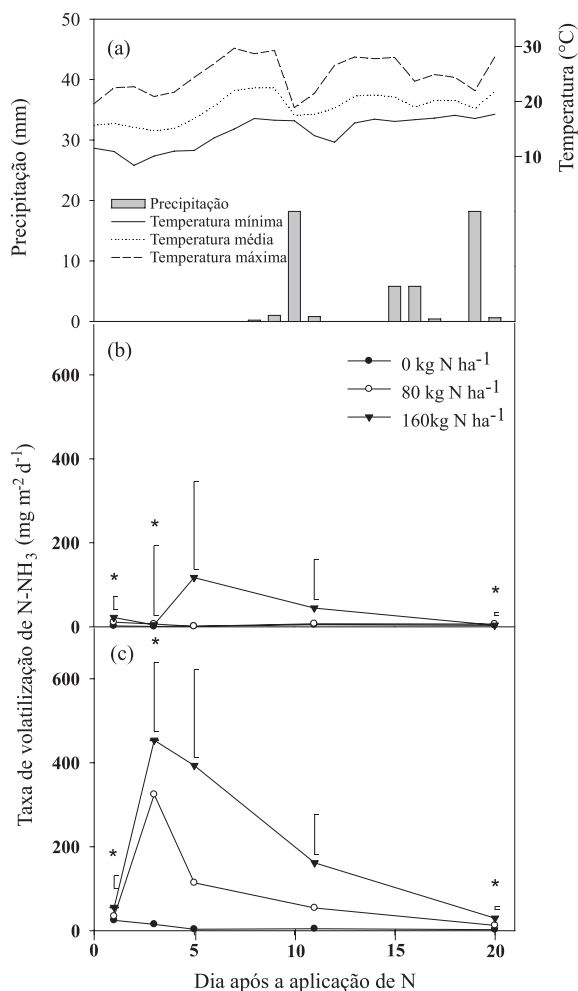 50
40
30
20
10
0
Precipitação (mm)
(a)
30
20
10
Temperatura (°C)
Precipitação
Temperatura mínima
Temperatura média
Temperatura máxima
(b)
600
400
200
0
0 kg N ha-1
80 kg N ha-1
160kg N ha-1
*
*
*
Taxa de volatilização de N-NH3 (mg m-2 d-1)
(c)
600
400
200
0
*
*
*
0
5
10
15
20
Dia após a aplicação de N